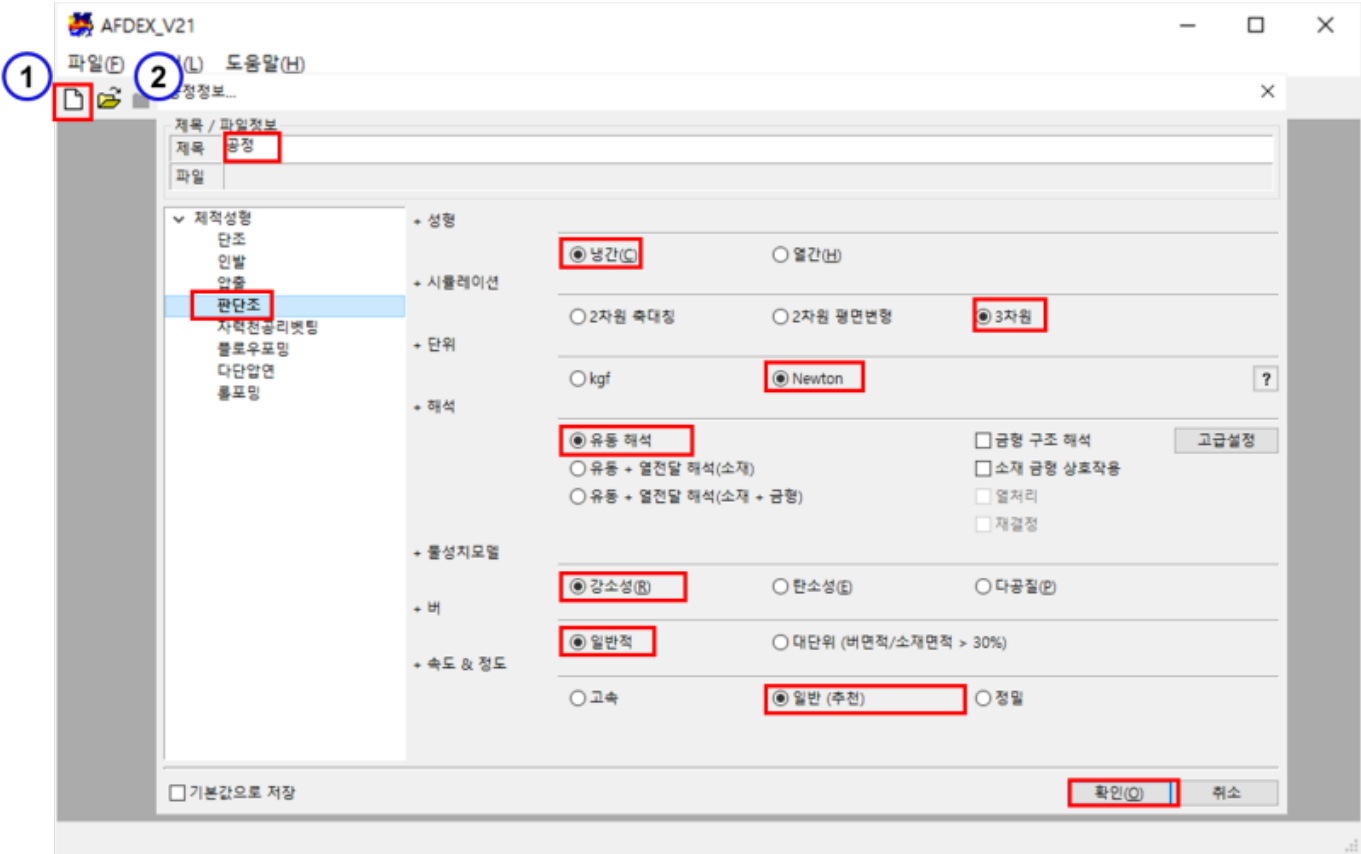 AFDEX_V21
파일(F) (L) 도움말(H)
1 2
정정보...
제목 / 파일정보
제목 공정
파일
체적성형
단조
인발
압출
판단조
자력천공리벳팅
플로우포밍
다단압연
롤포밍
+ 성형
냉간(C) 열간(H)
+ 시뮬레이션
2차원 축대칭 2차원 평면변형 3차원
+ 단위
kgf Newton ?
+ 해석
유동 해석 금형 구조 해석 고급설정
유동 + 열전달 해석(소재) 소재 금형 상호작용
유동 + 열전달 해석(소재 + 금형) 열처리
재결정
+ 물성치모델
강소성(R) 탄소성(E) 다공질(P)
+ 버
일반적 대단위 (버면적/소재면적 > 30%)
+ 속도 & 정도
고속 일반 (추천) 정밀
기본값으로 저장 확인(O) 취소